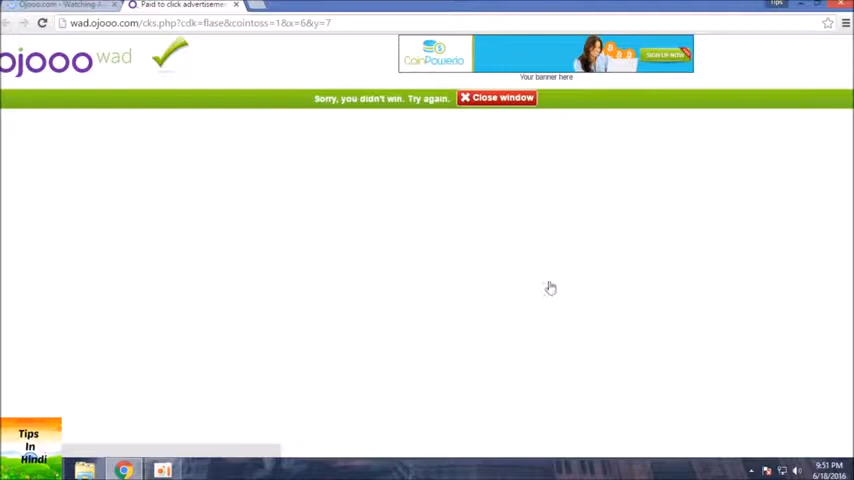 Ojooo.com - Watching A
Paid to click advertisemen
Tips
wad.ojooo.com/cks.php?cdk=flase&cointoss=1&x=6&y=7
ojooo wad
CoinPowerio
SIGN UP NOW
Your banner here
Sorry, you didn't win. Try again.
Close window
Tips
In
Hindi
9:51 PM
6/18/2016